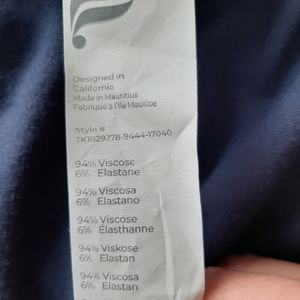 Designed in
California
Made in Mauritius
Fabriqué à l'île Maurice
Style #
TK1829278-9444-17040
94% Viscose
6% Elastane
94% Viscosa
6% Elastano
94% Viscose
6% Elasthanne
94% Viskose
6% Elastan
94% Viscosa
6% Elastan